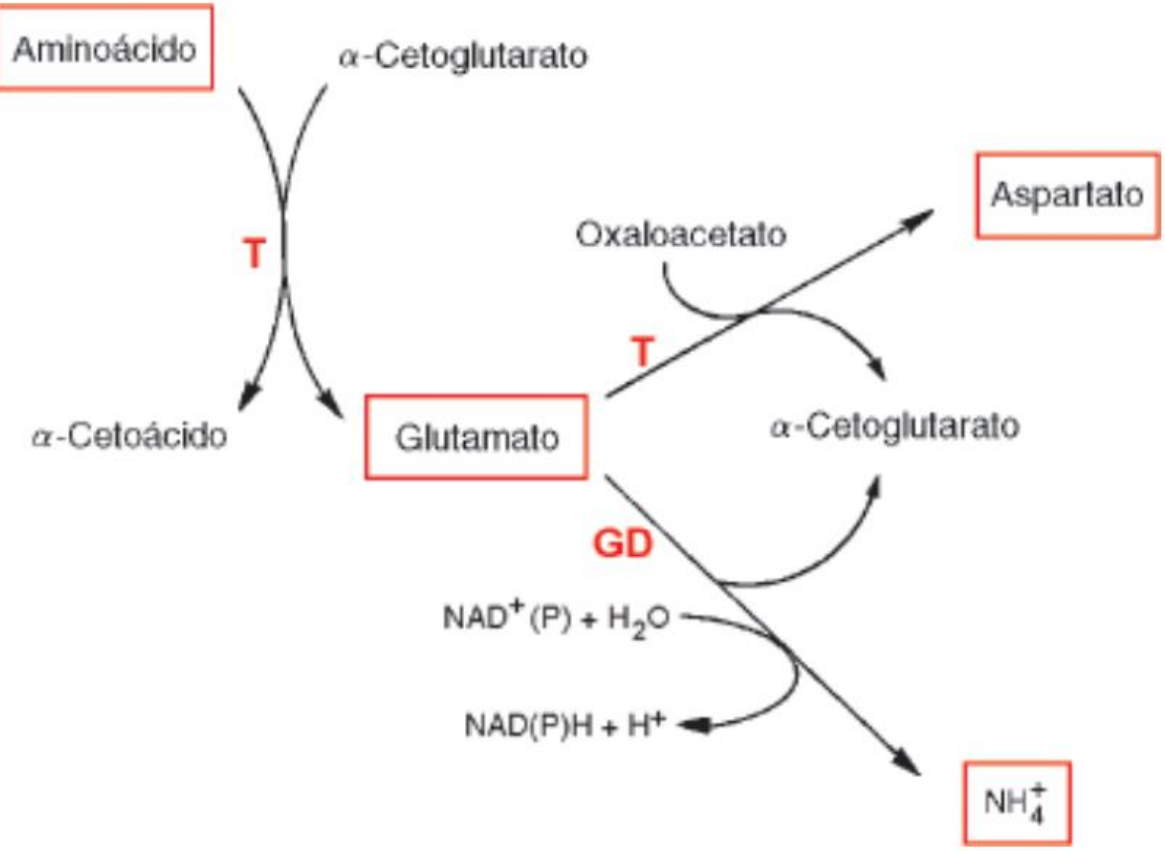 Aminoácido
α-Cetoglutarato
Aspartato
Oxaloacetato
T
T
α-Cetoácido
Glutamato
α-Cetoglutarato
GD
NAD⁺(P) + H₂O
NAD(P)H + H⁺
NH₄⁺